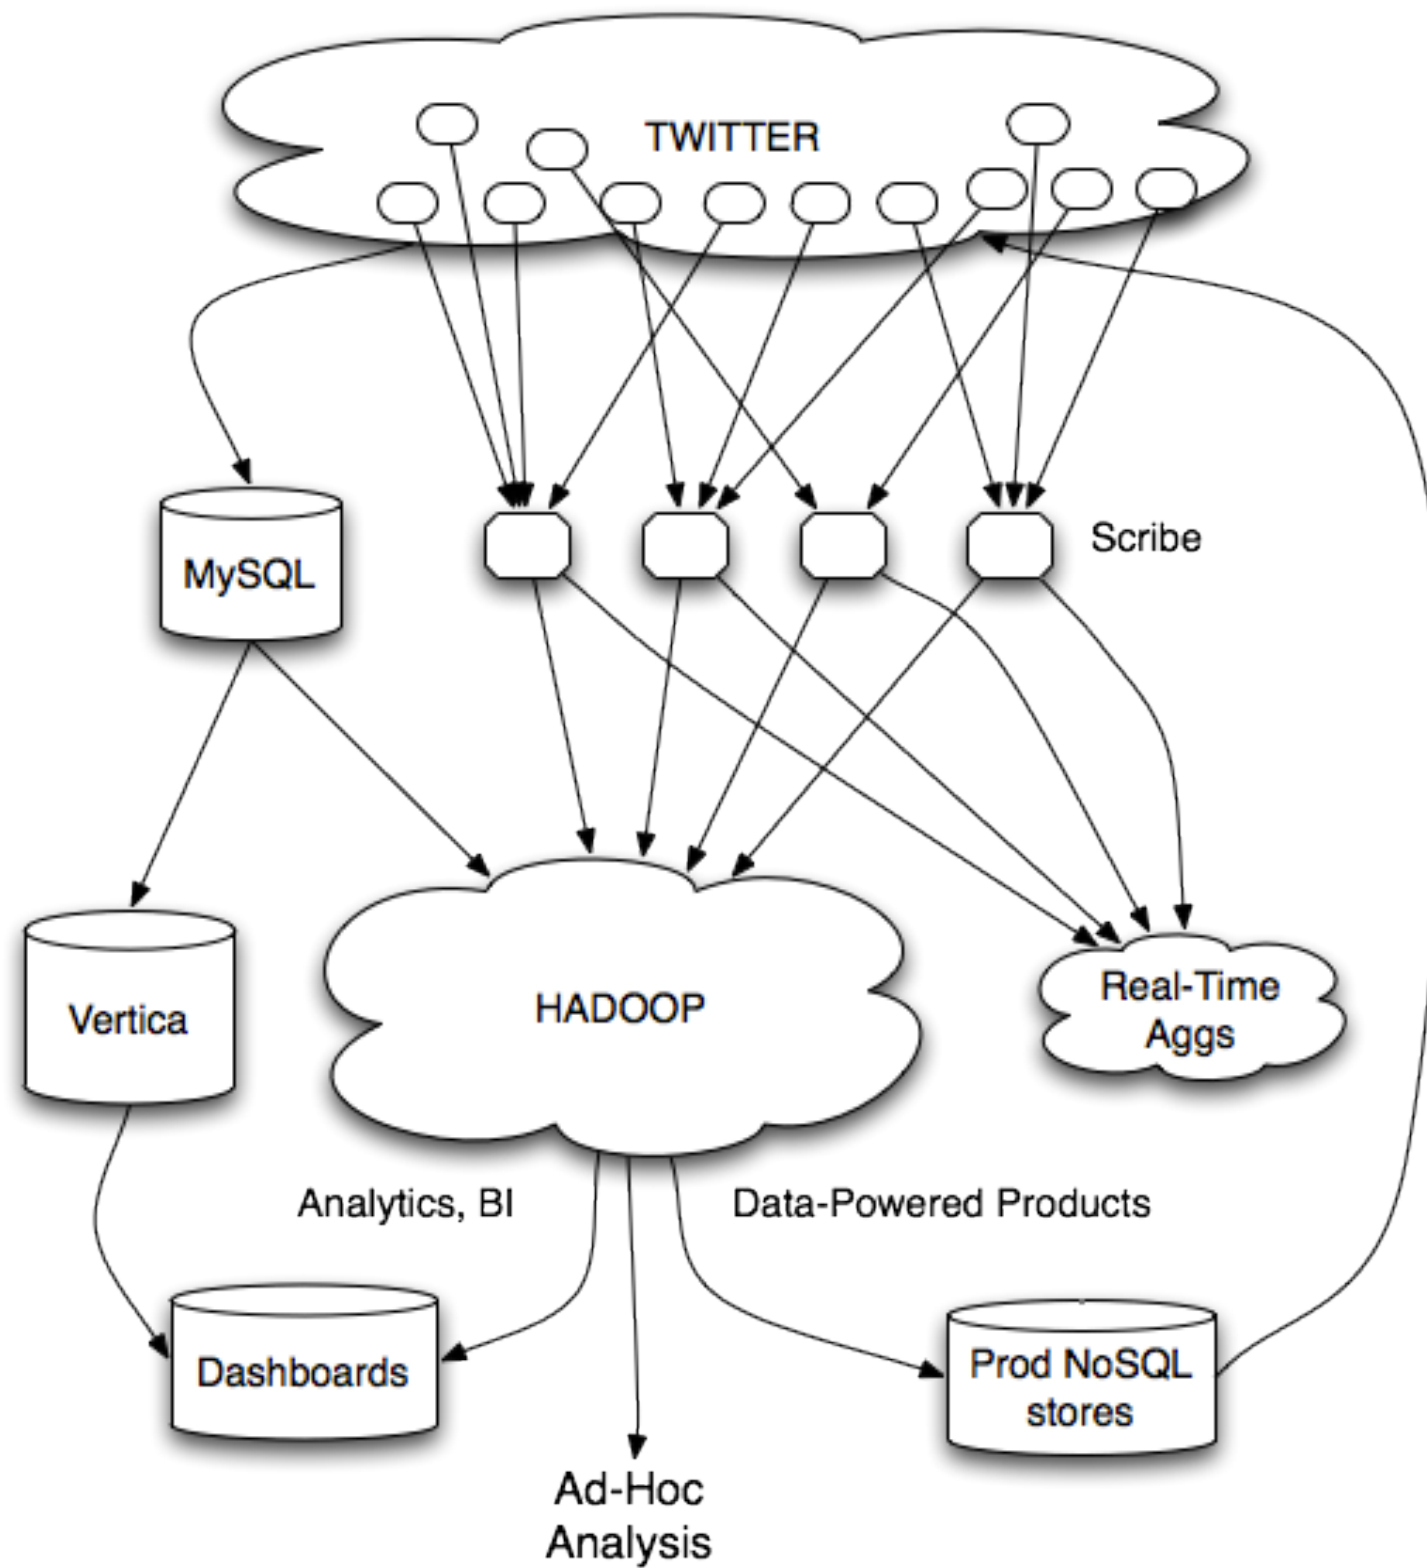 TWITTER
Scribe
MySQL
HADOOP
Real-Time
Aggs
Vertica
Analytics, BI
Data-Powered Products
Dashboards
Prod NoSQL
stores
Ad-Hoc
Analysis